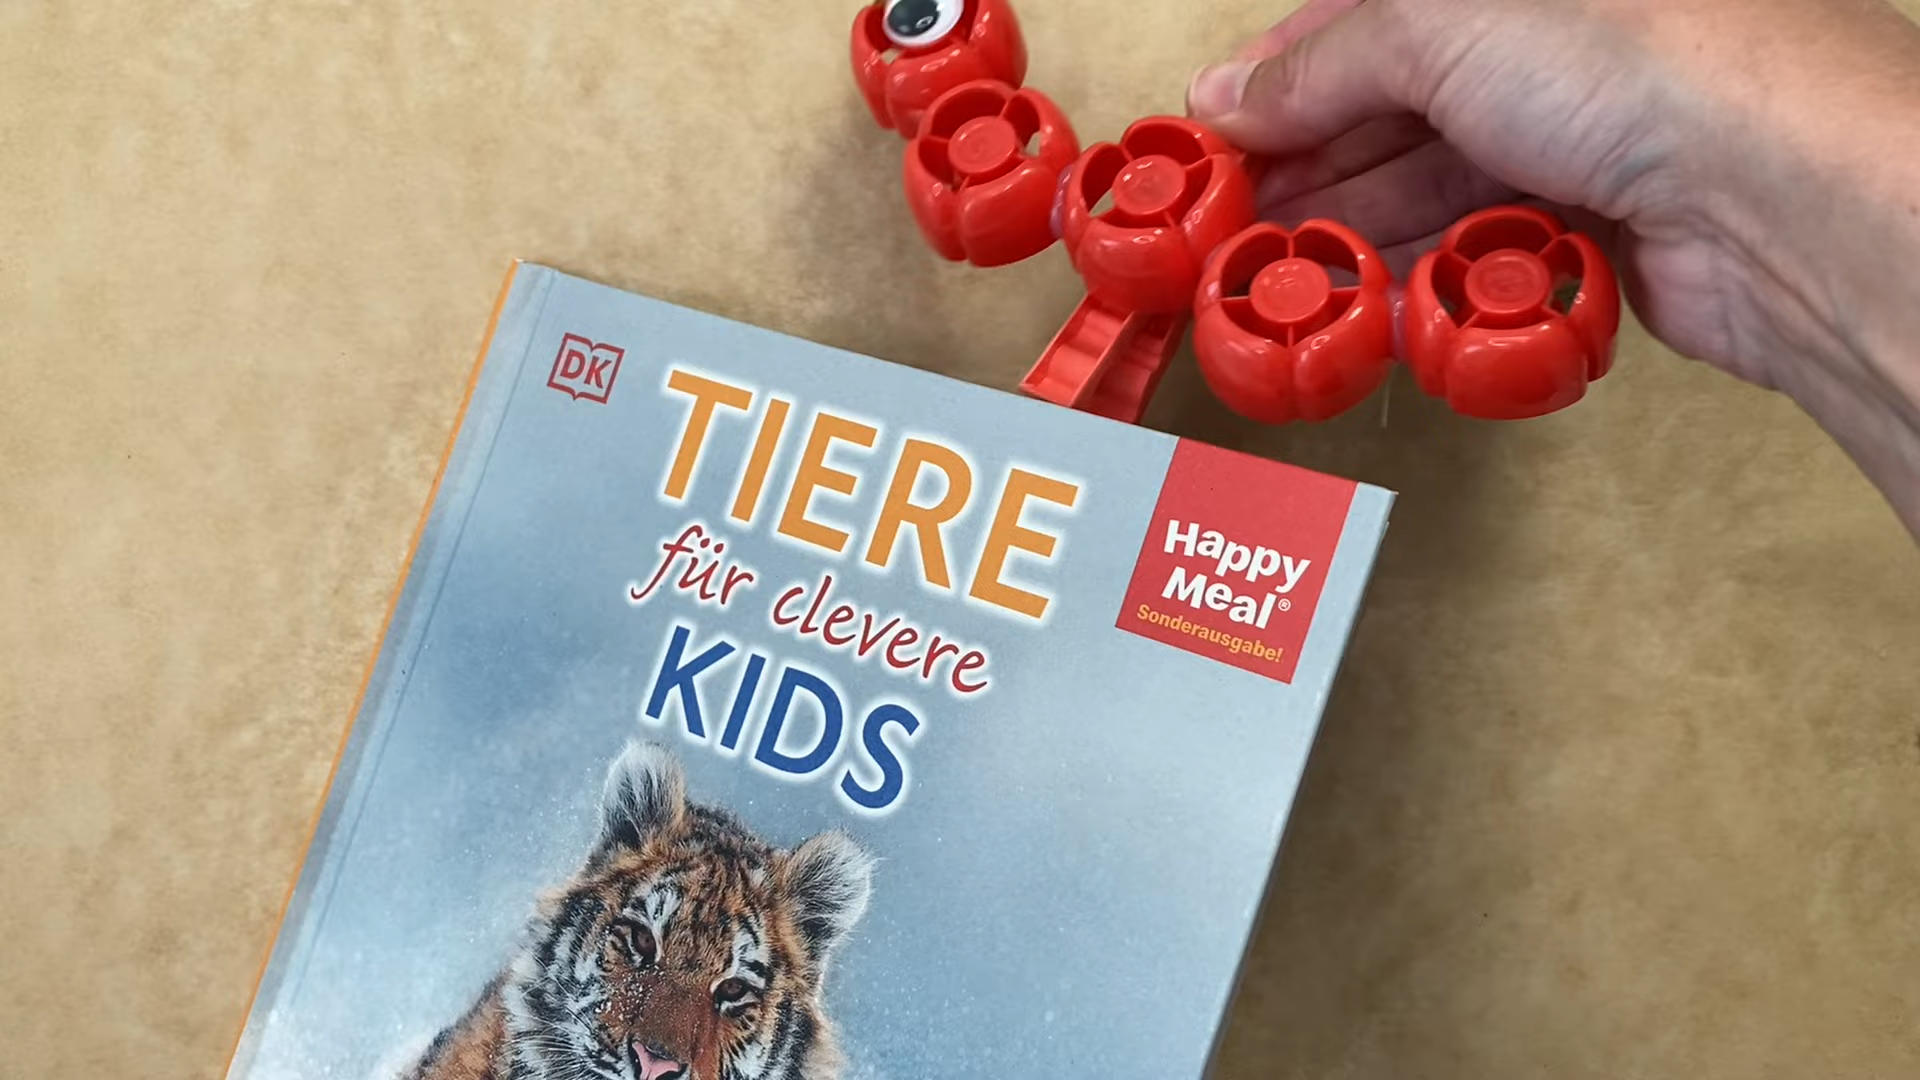 DK
TIERE
für clevere
KIDS
Happy
Meal®
Sonderausgabe!